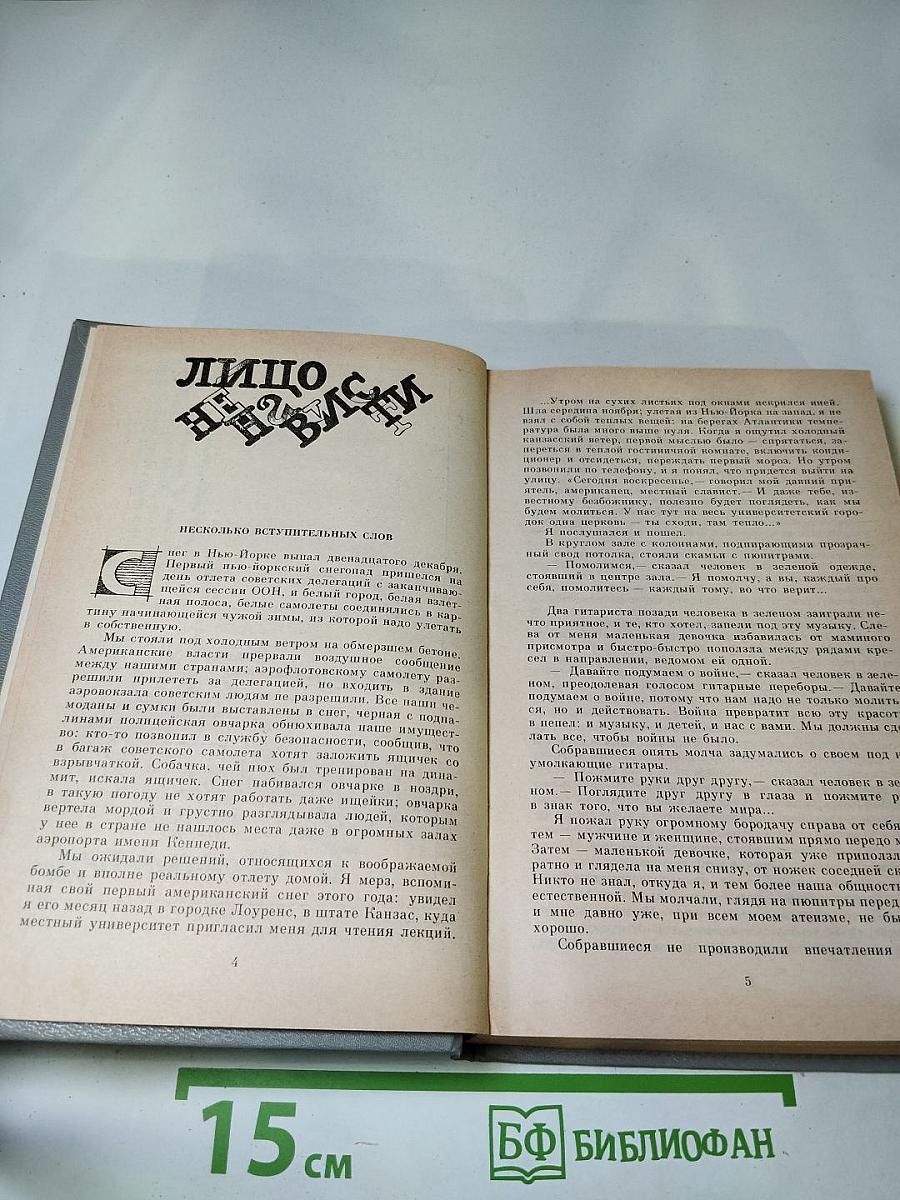 ЛИЦО
НЕНАВИСТИ
НЕСКОЛЬКО ВСТУПИТЕЛЬНЫХ СЛОВ
Снег в Нью-Йорке выпал двенадцатого декабря.
Первый нью-йоркский снегопад пришелся на
день отлета советских делегаций с заканчиваю-
щейся сессии ООН, и белый город, белая взлет-
ная полоса, белые самолеты соединялись в кар-
тину начинающейся чужой зимы, из которой надо улетать
в собственную.
Мы стояли под холодным ветром на обмерзшем бетоне.
Американские власти прервали воздушное сообщение
между нашими странами; аэрофлотовскому самолету раз-
решили прилететь за делегацией, но входить в здание
аэровокзала советским людям не разрешили. Все наши че-
моданы и сумки были выставлены в снег, черная с подпа-
линами полицейская овчарка обнюхивала наше имущест-
во: кто-то позвонил в службу безопасности, сообщив, что
в багаж советского самолета хотят заложить ящичек со
взрывчаткой. Собачка, чей нюх был тренирован на дина-
мит, искала ящичек. Снег набивался овчарке в ноздри,
в такую погоду не хотят работать даже ищейки; овчарка
вертела мордой и грустно разглядывала людей, которым
у нее в стране не нашлось места даже в огромных залах
аэропорта имени Кеннеди.
Мы ожидали решений, относящихся к воображаемой
бомбе и вполне реальному отлету домой. Я мерз, вспоми-
ная свой первый американский снег этого года: увидел
я его месяц назад в городке Лоуренс, в штате Канзас, куда
местный университет пригласил меня для чтения лекций.
4
...Утром на сухих листьях под окнами искрился иней.
Шла середина ноября; улетая из Нью-Йорка на запад, я не
взял с собой теплых вещей: на берегах Атлантики темпе-
ратура была много выше нуля. Когда я ощутил холодный
канзасский ветер, первой мыслью было — спрятаться, за-
переться в теплой гостиничной комнате, включить конди-
ционер и отсидеться, переждать первый мороз. Но утром
позвонили по телефону, и я понял, что придется выйти на
улицу. «Сегодня воскресенье,— говорил мой давний при-
ятель, американец, местный славист.— И даже тебе, из-
вестному безбожнику, полезно будет поглядеть, как мы
будем молиться. У нас тут на весь университетский горо-
док одна церковь — ты сходи, там тепло...»
Я послушался и пошел.
В круглом зале с колоннами, подпирающими прозрач-
ный свод потолка, стояли скамьи с пюпитрами.
— Помолимся,— сказал человек в зеленой одежде,
стоявший в центре зала.— Я помолчу, а вы, каждый про
себя, помолитесь — каждый тому, во что верит...
Два гитариста позади человека в зеленом заиграли не-
что приятное, и те, кто хотел, запели под эту музыку. Сле-
ва от меня маленькая девочка избавилась от маминого
присмотра и быстро-быстро поползла между рядами кре-
сел в направлении, ведомом ей одной.
— Давайте подумаем о войне,— сказал человек в зеле-
ном, преодолевая голосом гитарные переборы.— Давайте
подумаем о войне, потому что нам надо не только молить
ся, но и действовать. Война превратит всю эту красот
в пепел: и музыку, и детей, и нас с вами. Мы должны сде
лать все, чтобы войны не было.
Собравшиеся опять молча задумались о своем под
умолкающие гитары.
— Пожмите руки друг другу,— сказал человек в зе
ном.— Поглядите друг другу в глаза и пожмите
в знак того, что вы желаете мира...
Я пожал руку огромному бородачу справа от себя
тем — мужчине и женщине, стоявшим прямо передо
Затем — маленькой девочке, которая уже приполз
ратно и глядела на меня снизу, от ножек соседней ск
Никто не знал, откуда я, и тем более наша общнос
естественной. Мы молчали, глядя на пюпитры перед
и мне давно уже, при всем моем атеизме, не бы
хорошо.
Собравшиеся не производили впечатления
5
15 см
БФ БИБЛИОФАН